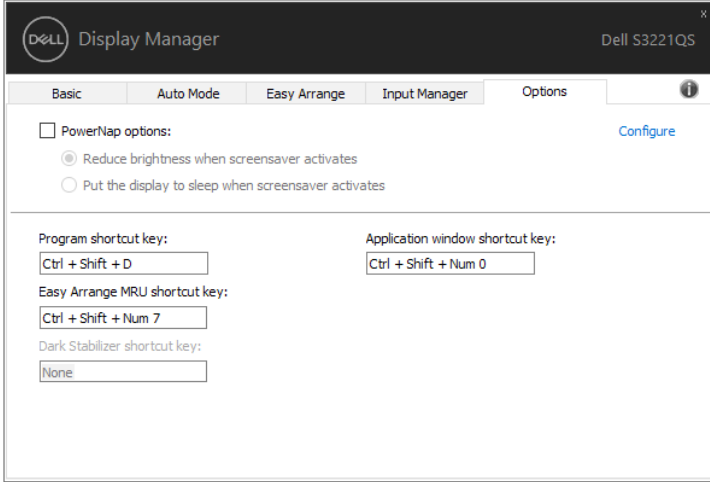 x
DELL Display Manager Dell S3221QS
Basic Auto Mode Easy Arrange Input Manager Options i
PowerNap options: Configure
Reduce brightness when screensaver activates
Put the display to sleep when screensaver activates
Program shortcut key: Application window shortcut key:
Ctrl + Shift + D Ctrl + Shift + Num 0
Easy Arrange MRU shortcut key:
Ctrl + Shift + Num 7
Dark Stabilizer shortcut key:
None